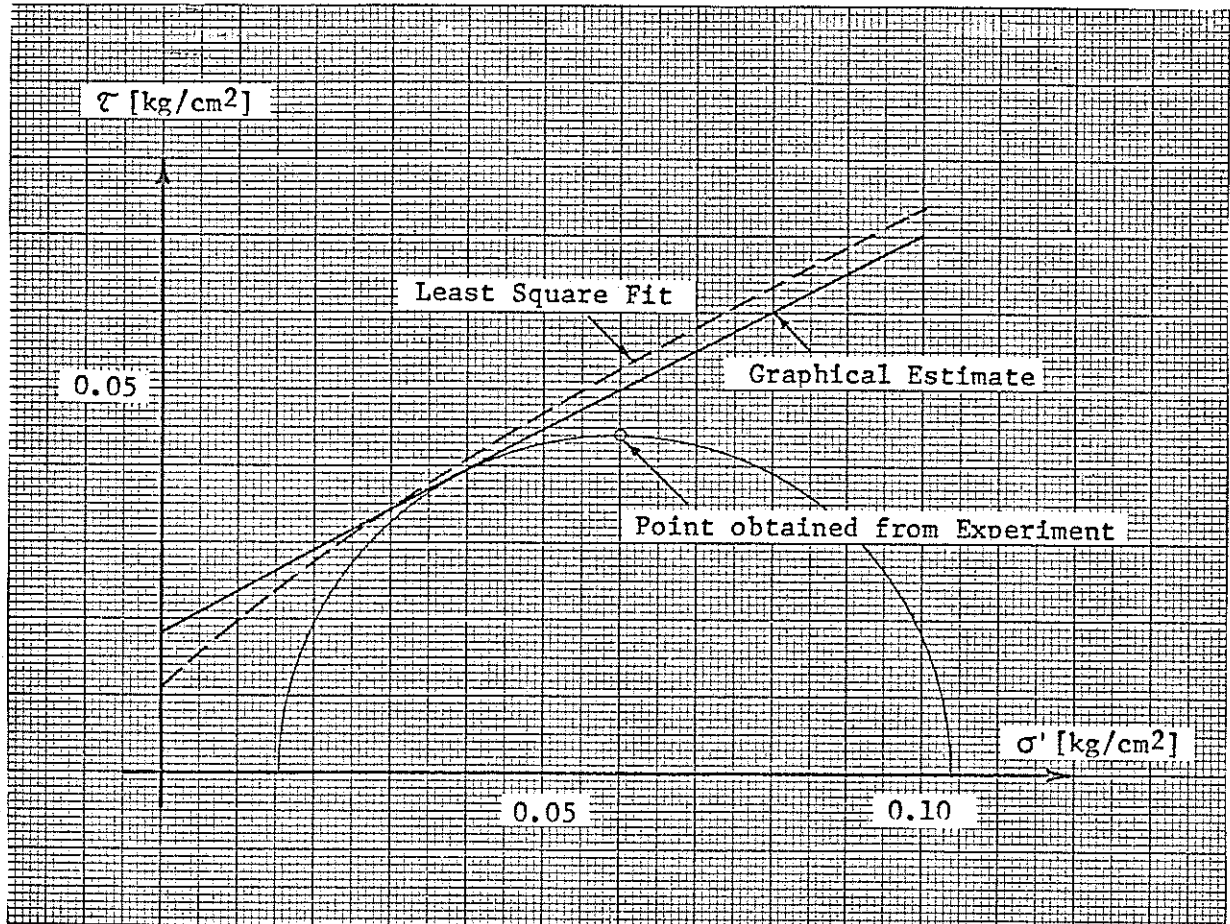 τ [kg/cm2]
Least Square Fit
Graphical Estimate
0.05
Point obtained from Experiment
σ' [kg/cm2]
0.05
0.10